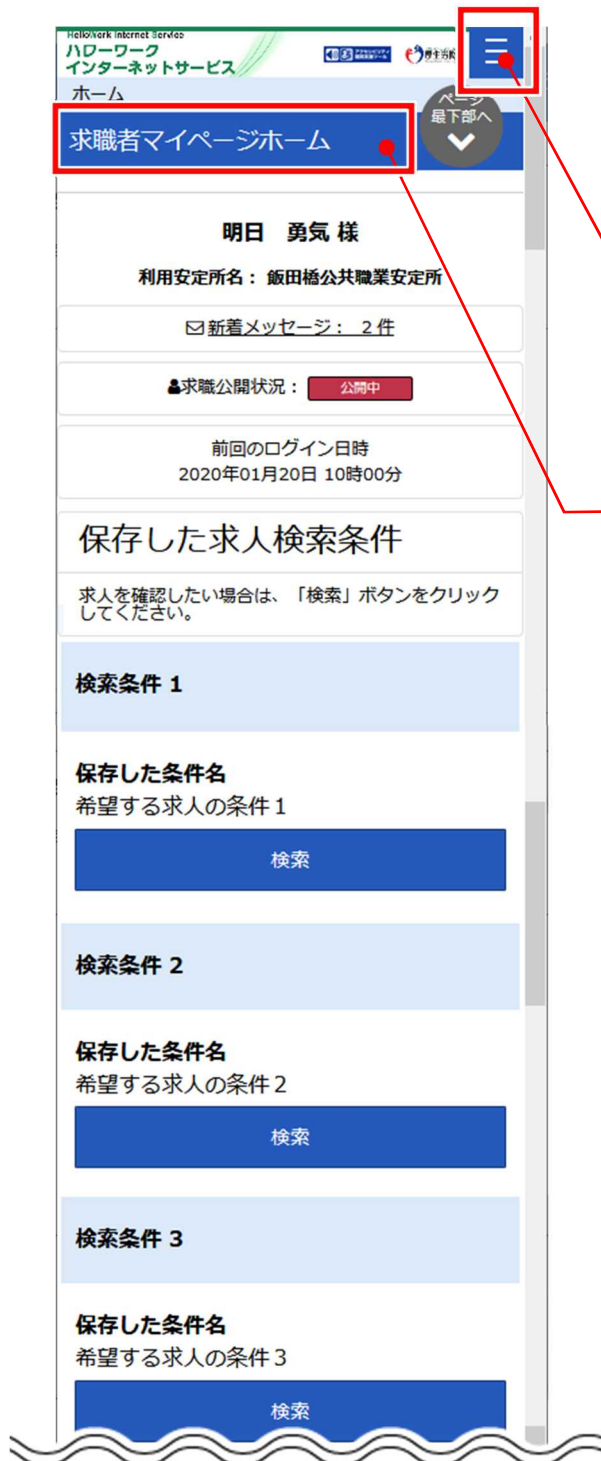 HelloWork Internet Service
ハローワーク
インターネットサービス
ホーム
ページ
最下部へ
求職者マイページホーム
明日　勇気 様
利用安定所名： 飯田橋公共職業安定所
新着メッセージ：　2件
求職公開状況： 公開中
前回のログイン日時
2020年01月20日 10時00分
保存した求人検索条件
求人を確認したい場合は、「検索」ボタンをクリック
してください。
検索条件 1
保存した条件名
希望する求人の条件１
検索
検索条件 2
保存した条件名
希望する求人の条件２
検索
検索条件 3
保存した条件名
希望する求人の条件３
検索